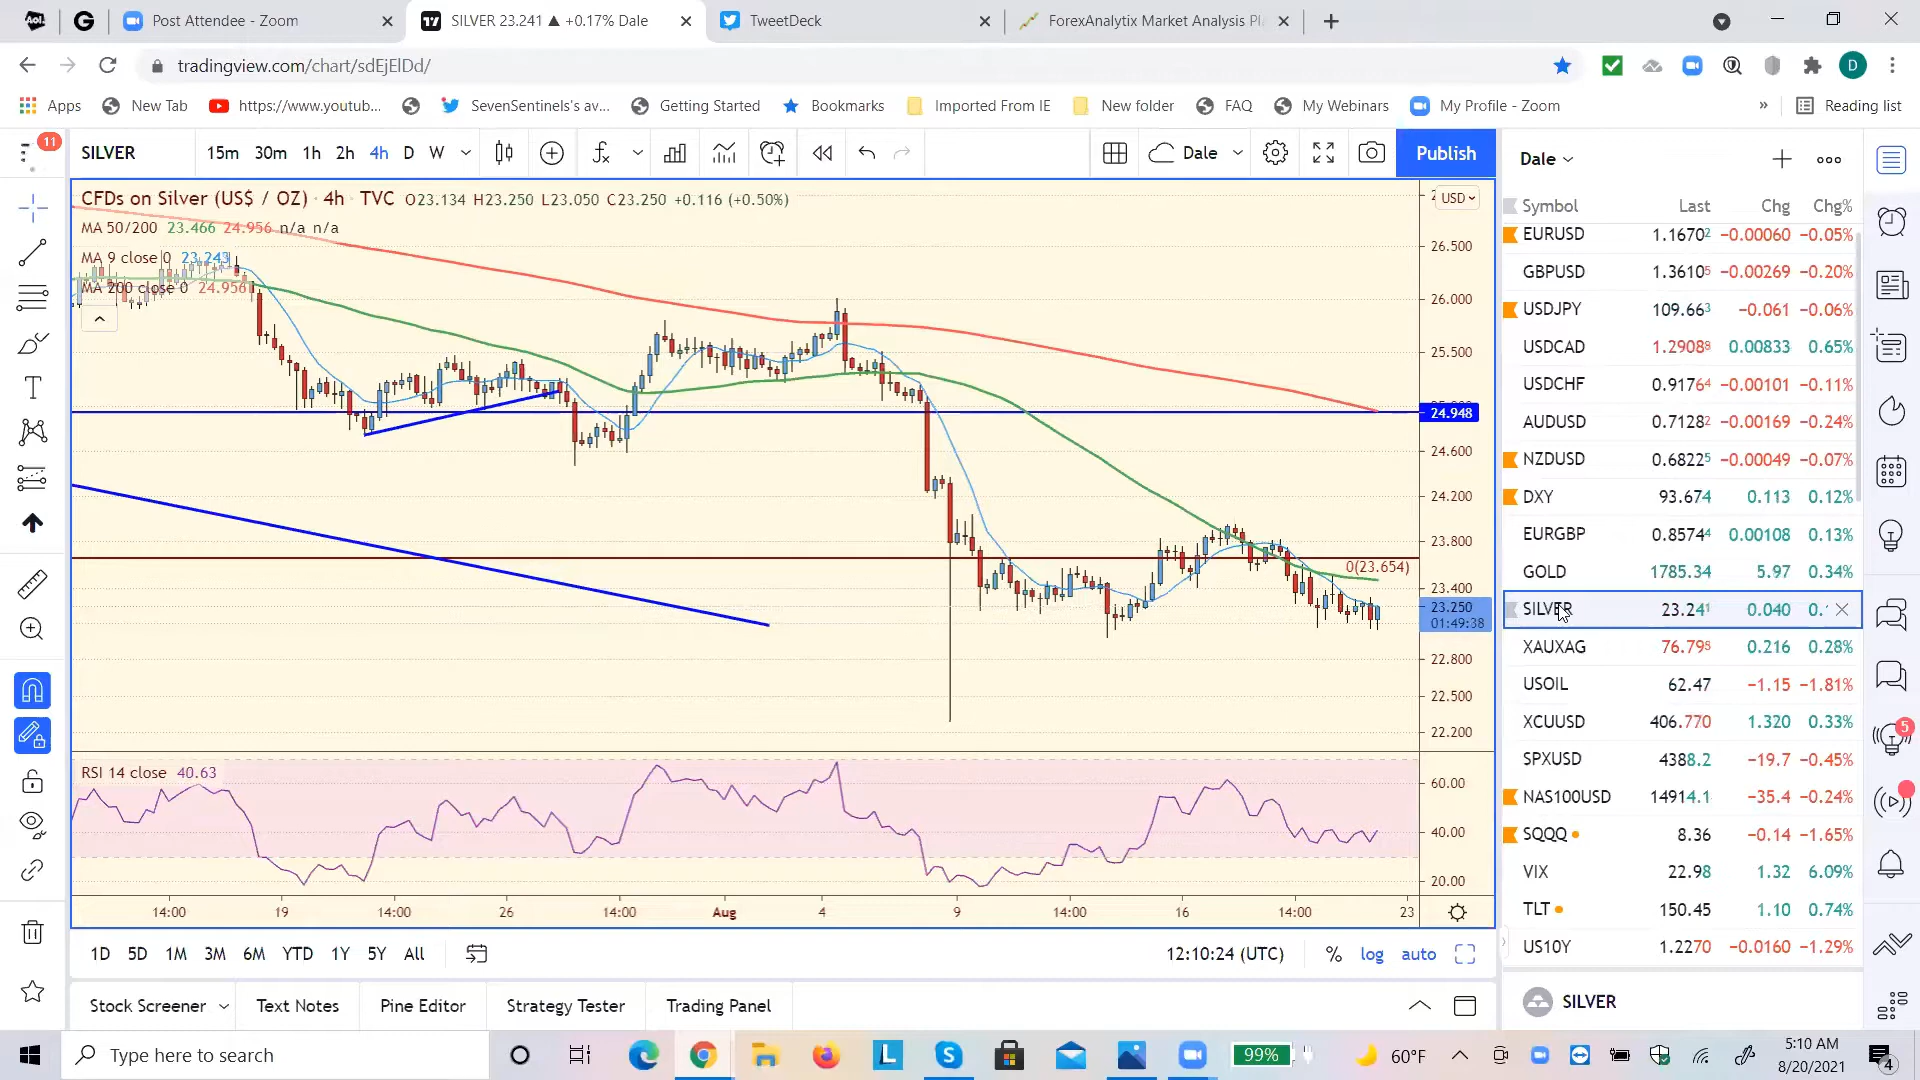 Aol. G Post Attendee - Zoom SILVER 23.241 ▲ +0.17% Dale TweetDeck ForexAnalytix Market Analysis Pl
tradingview.com/chart/sdEjElDd/ D
Apps New Tab https://www.youtub... SevenSentinels's av... Getting Started Bookmarks Imported From IE New folder FAQ My Webinars My Profile - Zoom » Reading list
11 SILVER 15m 30m 1h 2h 4h D W Dale Publish
CFDs on Silver (US$ / OZ) · 4h · TVC O23.134 H23.250 L23.050 C23.250 +0.116 (+0.50%)
MA 50/200 23.466 24.956 n/a n/a
MA 9 close 0 23.243
MA 200 close 0 24.956
USD
26.500
26.000
25.500
24.948
24.600
24.200
23.800
0(23.654)
23.400
23.250
01:49:38
22.800
22.500
22.200
RSI 14 close 40.63
60.00
40.00
20.00
14:00 19 14:00 26 14:00 Aug 4 9 14:00 16 14:00 23
1D 5D 1M 3M 6M YTD 1Y 5Y All 12:10:24 (UTC) % log auto
Stock Screener Text Notes Pine Editor Strategy Tester Trading Panel
Dale
Symbol Last Chg Chg%
EURUSD 1.16702 −0.00060 −0.05%
GBPUSD 1.36105 −0.00269 −0.20%
USDJPY 109.663 −0.061 −0.06%
USDCAD 1.29088 0.00833 0.65%
USDCHF 0.91764 −0.00101 −0.11%
AUDUSD 0.71282 −0.00169 −0.24%
NZDUSD 0.68225 −0.00049 −0.07%
DXY 93.674 0.113 0.12%
EURGBP 0.85744 0.00108 0.13%
GOLD 1785.34 5.97 0.34%
SILVER 23.241 0.040 0.
XAUXAG 76.798 0.216 0.28%
USOIL 62.47 −1.15 −1.81%
XCUUSD 406.770 1.320 0.33%
SPXUSD 4388.2 −19.7 −0.45%
NAS100USD 14914.1 −35.4 −0.24%
SQQQ 8.36 −0.14 −1.65%
VIX 22.98 1.32 6.09%
TLT 150.45 1.10 0.74%
US10Y 1.2270 −0.0160 −1.29%
SILVER
5
Type here to search L S 99% 60°F 5:10 AM
8/20/2021 4